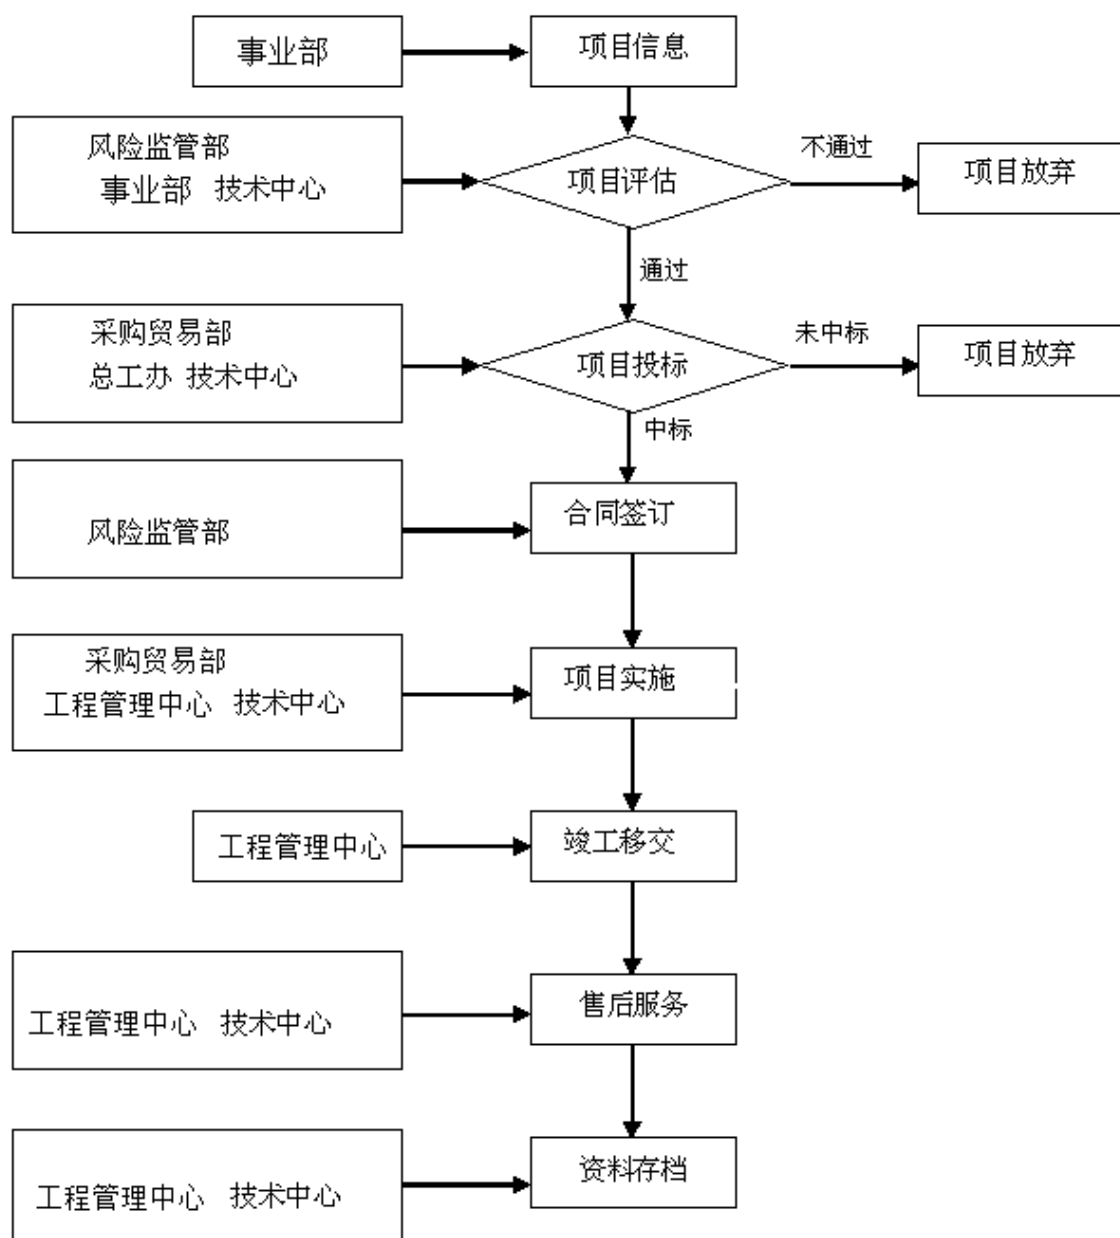 事业部
项目信息
风险监管部
事业部 技术中心
项目评估
不通过
项目放弃
通过
采购贸易部
总工办 技术中心
项目投标
未中标
项目放弃
中标
风险监管部
合同签订
采购贸易部
工程管理中心 技术中心
项目实施
工程管理中心
竣工移交
工程管理中心 技术中心
售后服务
工程管理中心 技术中心
资料存档